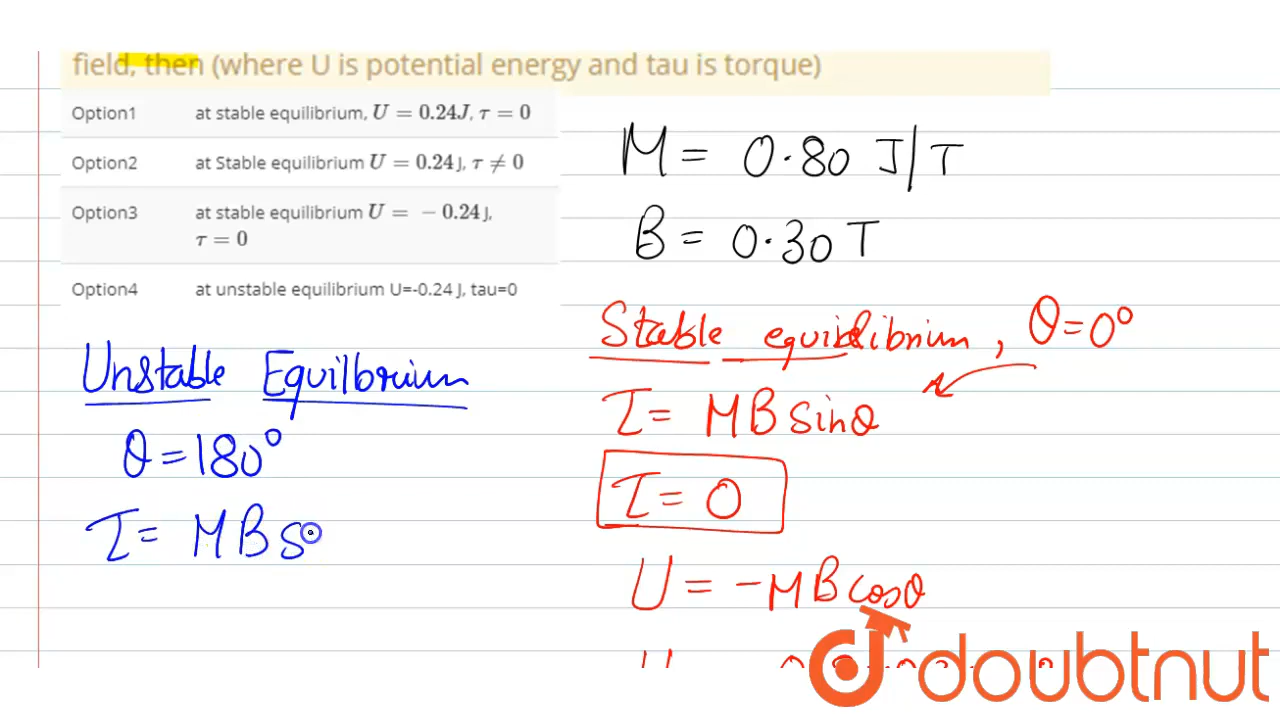 field, then (where U is potential energy and tau is torque)
Option1 at stable equilibrium, U = 0.24J, τ = 0
Option2 at Stable equilibrium U = 0.24 J, τ ≠ 0
Option3 at stable equilibrium U = − 0.24 J,
τ = 0
Option4 at unstable equilibrium U=-0.24 J, tau=0
M = 0.80 J/T
B = 0.30 T
Stable equilibrium, θ=0°
τ = MB sinθ
τ = 0
U = -MB cosθ
Unstable Equilbrium
θ = 180°
τ = MB s
doubtnut